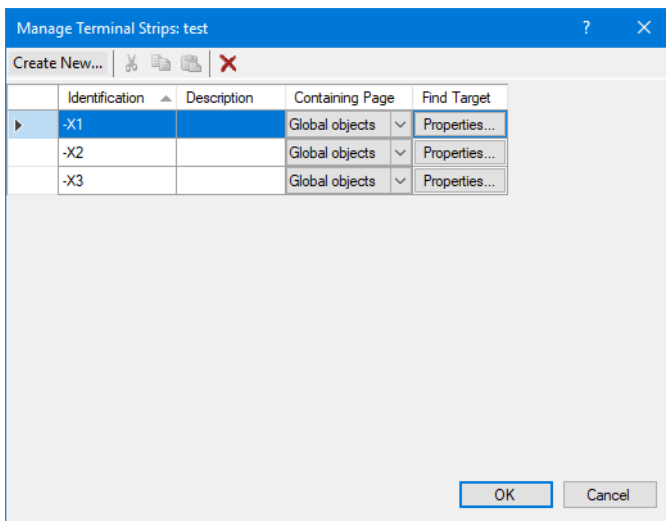 Manage Terminal Strips: test ?
Create New...
Identification Description Containing Page Find Target
-X1 Global objects Properties...
-X2 Global objects Properties...
-X3 Global objects Properties...
OK Cancel